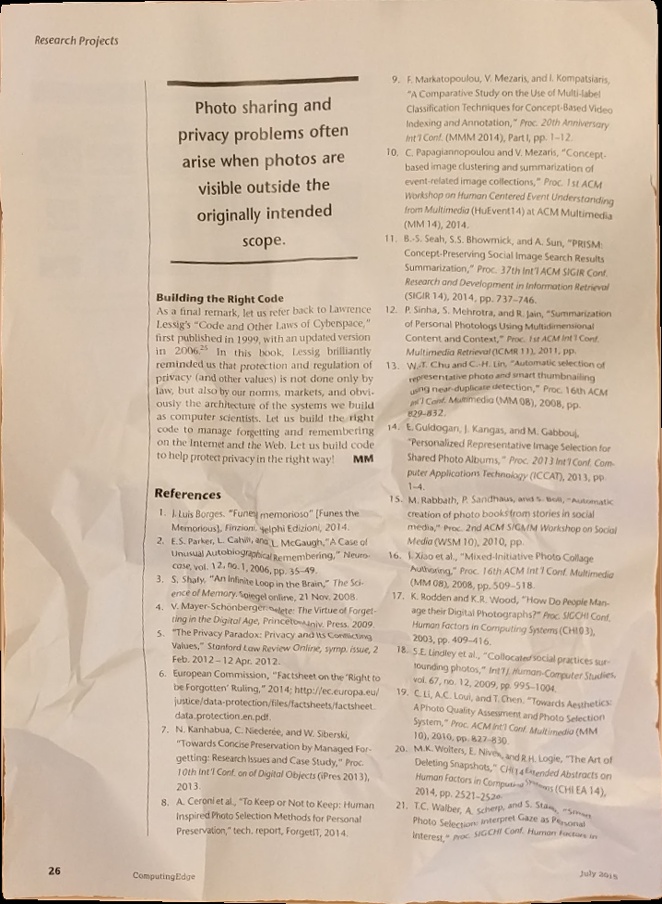 Research Projects
Photo sharing and
privacy problems often
arise when photos are
visible outside the
originally intended
scope.
Building the Right Code
As a final remark, let us refer back to Lawrence
Lessig's "Code and Other Laws of Cyberspace,"
first published in 1999, with an updated version
in 2006.25 In this book, Lessig brilliantly
reminded us that protection and regulation of
privacy (and other values) is not done only by
law, but also by our norms, markets, and obvi-
ously the architecture of the systems we build
as computer scientists. Let us build the right
code to manage forgetting and remembering
on the Internet and the Web. Let us build code
to help protect privacy in the right way! MM
References
1. J. Luis Borges. "Funes memorioso" [Funes the
Memorious], Finzioni, Adelphi Edizioni, 2014.
2. E.S. Parker, L. Cahill, and L. McGaugh, "A Case of
Unusual Autobiographical Remembering," Neuro-
case, vol. 12, no. 1, 2006, pp. 35–49.
3. S. Shafy, "An Infinite Loop in the Brain," The Sci-
ence of Memory. Spiegel online, 21 Nov. 2008.
4. V. Mayer-Schönberger, The Virtue of Forget-
ting in the Digital Age, Princeton Univ. Press, 2009.
5. "The Privacy Paradox: Privacy and Its Conflicting
Values," Stanford Law Review Online, symp. issue, 2
Feb. 2012 – 12 Apr. 2012.
6. European Commission, "Factsheet on the 'Right to
be Forgotten' Ruling," 2014; http://ec.europa.eu/
justice/data-protection/files/factsheets/factsheet_
data_protection_en.pdf.
7. N. Kanhabua, C. Niederée, and W. Siberski,
"Towards Concise Preservation by Managed For-
getting: Research Issues and Case Study," Proc.
10th Int'l Conf. on of Digital Objects (iPres 2013),
2013.
8. A. Ceroni et al., "To Keep or Not to Keep: Human
Inspired Photo Selection Methods for Personal
Preservation," tech. report, ForgetIT, 2014.
9. F. Markatopoulou, V. Mezaris, and I. Kompatsiaris,
"A Comparative Study on the Use of Multi-label
Classification Techniques for Concept-Based Video
Indexing and Annotation," Proc. 20th Anniversary
Int'l Conf. (MMM 2014), Part I, pp. 1–12.
10. C. Papagiannopoulou and V. Mezaris, "Concept-
based image clustering and summarization of
event-related image collections," Proc. 1st ACM
Workshop on Human Centered Event Understanding
from Multimedia (HuEvent14) at ACM Multimedia
(MM 14), 2014.
11. B.-S. Seah, S.S. Bhowmick, and A. Sun, "PRISM:
Concept-Preserving Social Image Search Results
Summarization," Proc. 37th Int'l ACM SIGIR Conf.
Research and Development in Information Retrieval
(SIGIR 14), 2014, pp. 737–746.
12. P. Sinha, S. Mehrotra, and R. Jain, "Summarization
of Personal Photologs Using Multidimensional
Content and Context," Proc. 1st ACM Int'l Conf.
Multimedia Retrieval (ICMR 11), 2011, pp.
13. W.-T. Chu and C.-H. Lin, "Automatic selection of
representative photo and smart thumbnailing
using near-duplicate detection," Proc. 16th ACM
Int'l Conf. Multimedia (MM 08), 2008, pp.
829–832.
14. E. Guldogan, J. Kangas, and M. Gabbouj,
"Personalized Representative Image Selection for
Shared Photo Albums," Proc. 2013 Int'l Conf. Com-
puter Applications Technology (ICCAT), 2013, pp.
1–4.
15. M. Rabbath, P. Sandhaus, and S. Boll, "Automatic
creation of photo books from stories in social
media," Proc. 2nd ACM SIGMM Workshop on Social
Media (WSM 10), 2010, pp.
16. J. Xiao et al., "Mixed-Initiative Photo Collage
Authoring," Proc. 16th ACM Int'l Conf. Multimedia
(MM 08), 2008, pp. 509–518.
17. K. Rodden and K.R. Wood, "How Do People Man-
age their Digital Photographs?" Proc. SIGCHI Conf.
Human Factors in Computing Systems (CHI 03),
2003, pp. 409–416.
18. S.E. Lindley et al., "Collocated social practices sur-
rounding photos," Int'l J. Human-Computer Studies,
vol. 67, no. 12, 2009, pp. 995–1004.
19. C. Li, A.C. Loui, and T. Chen, "Towards Aesthetics:
A Photo Quality Assessment and Photo Selection
System," Proc. ACM Int'l Conf. Multimedia (MM
10), 2010, pp. 827–830.
20. M.K. Wolters, E. Niven, and R.H. Logie, "The Art of
Deleting Snapshots," CHI 14 Extended Abstracts on
Human Factors in Computing Systems (CHI EA 14),
2014, pp. 2521–2526.
21. T.C. Walber, A. Scherp, and S. Staab, "Smart
Photo Selection: Interpret Gaze as Personal
Interest," Proc. SIGCHI Conf. Human Factors in
26
ComputingEdge
July 2015